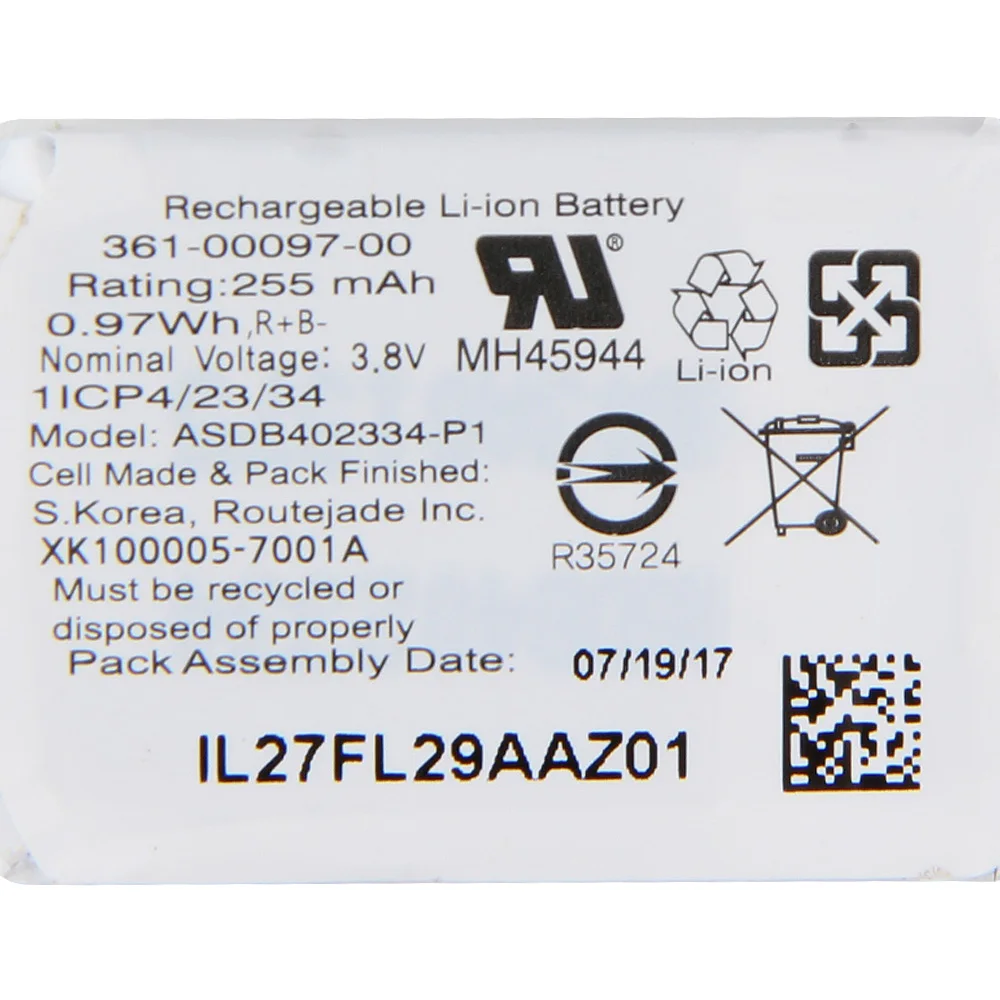 Rechargeable Li-ion Battery
361-00097-00
Rating:255 mAh
0.97Wh,R+B-
Nominal Voltage: 3.8V
1ICP4/23/34
Model: ASDB402334-P1
Cell Made & Pack Finished:
S.Korea, Routejade Inc.
XK100005-7001A
Must be recycled or
disposed of properly
Pack Assembly Date: 07/19/17
IL27FL29AAZ01
RU®
MH45944
Li-ion
R35724